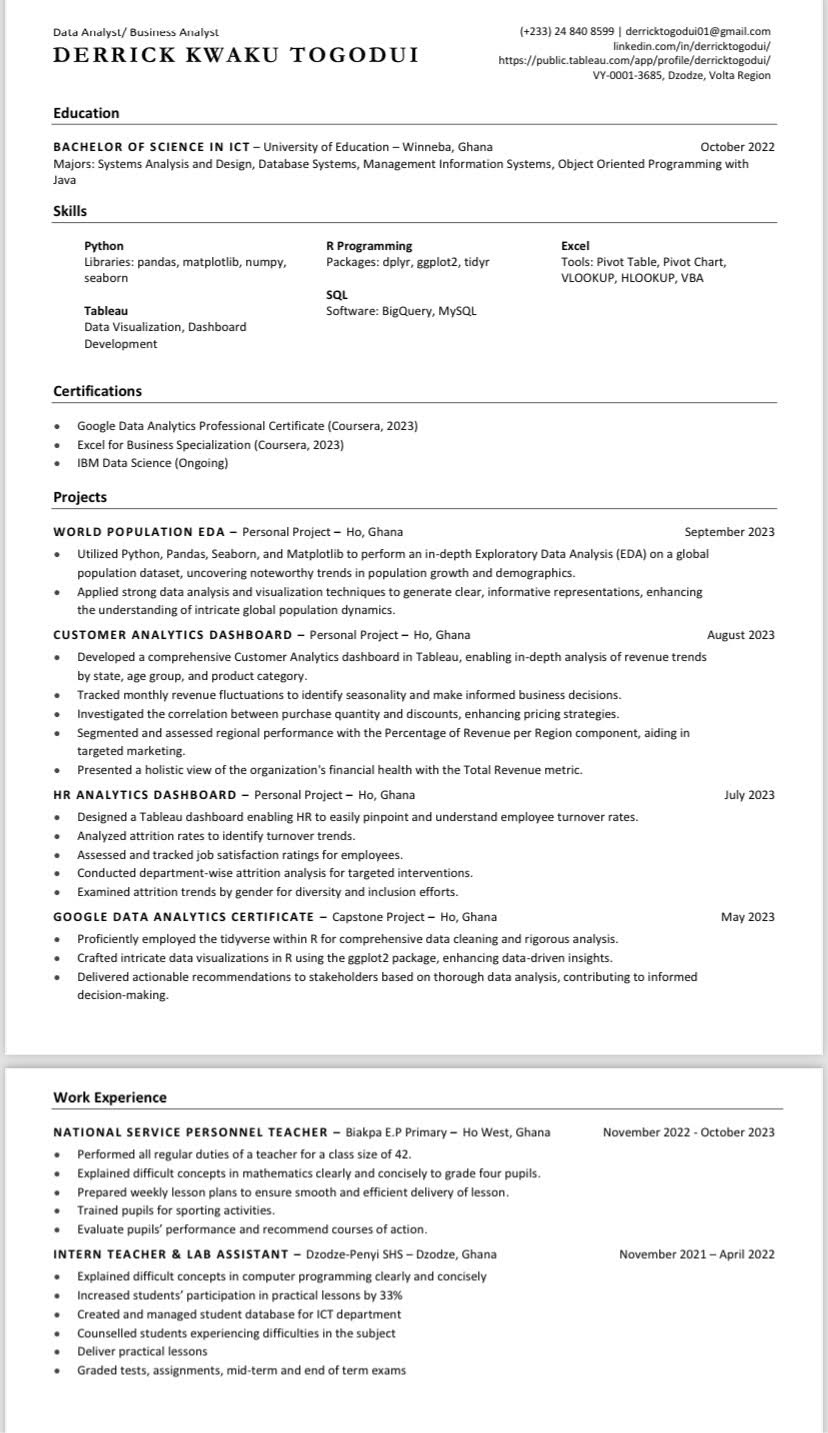 Data Analyst/ Business Analyst
DERRICK KWAKU TOGODUI
(+233) 24 840 8599 | derricktogodui01@gmail.com
linkedin.com/in/derricktogodui/
https://public.tableau.com/app/profile/derricktogodui/
VY-0001-3685, Dzodze, Volta Region
Education
BACHELOR OF SCIENCE IN ICT – University of Education – Winneba, Ghana October 2022
Majors: Systems Analysis and Design, Database Systems, Management Information Systems, Object Oriented Programming with
Java
Skills
Python
Libraries: pandas, matplotlib, numpy,
seaborn
Tableau
Data Visualization, Dashboard
Development
R Programming
Packages: dplyr, ggplot2, tidyr
SQL
Software: BigQuery, MySQL
Excel
Tools: Pivot Table, Pivot Chart,
VLOOKUP, HLOOKUP, VBA
Certifications
• Google Data Analytics Professional Certificate (Coursera, 2023)
• Excel for Business Specialization (Coursera, 2023)
• IBM Data Science (Ongoing)
Projects
WORLD POPULATION EDA – Personal Project – Ho, Ghana September 2023
• Utilized Python, Pandas, Seaborn, and Matplotlib to perform an in-depth Exploratory Data Analysis (EDA) on a global
population dataset, uncovering noteworthy trends in population growth and demographics.
• Applied strong data analysis and visualization techniques to generate clear, informative representations, enhancing
the understanding of intricate global population dynamics.
CUSTOMER ANALYTICS DASHBOARD – Personal Project – Ho, Ghana August 2023
• Developed a comprehensive Customer Analytics dashboard in Tableau, enabling in-depth analysis of revenue trends
by state, age group, and product category.
• Tracked monthly revenue fluctuations to identify seasonality and make informed business decisions.
• Investigated the correlation between purchase quantity and discounts, enhancing pricing strategies.
• Segmented and assessed regional performance with the Percentage of Revenue per Region component, aiding in
targeted marketing.
• Presented a holistic view of the organization's financial health with the Total Revenue metric.
HR ANALYTICS DASHBOARD – Personal Project – Ho, Ghana July 2023
• Designed a Tableau dashboard enabling HR to easily pinpoint and understand employee turnover rates.
• Analyzed attrition rates to identify turnover trends.
• Assessed and tracked job satisfaction ratings for employees.
• Conducted department-wise attrition analysis for targeted interventions.
• Examined attrition trends by gender for diversity and inclusion efforts.
GOOGLE DATA ANALYTICS CERTIFICATE – Capstone Project – Ho, Ghana May 2023
• Proficiently employed the tidyverse within R for comprehensive data cleaning and rigorous analysis.
• Crafted intricate data visualizations in R using the ggplot2 package, enhancing data-driven insights.
• Delivered actionable recommendations to stakeholders based on thorough data analysis, contributing to informed
decision-making.
Work Experience
NATIONAL SERVICE PERSONNEL TEACHER – Biakpa E.P Primary – Ho West, Ghana November 2022 - October 2023
• Performed all regular duties of a teacher for a class size of 42.
• Explained difficult concepts in mathematics clearly and concisely to grade four pupils.
• Prepared weekly lesson plans to ensure smooth and efficient delivery of lesson.
• Trained pupils for sporting activities.
• Evaluate pupils’ performance and recommend courses of action.
INTERN TEACHER & LAB ASSISTANT – Dzodze-Penyi SHS – Dzodze, Ghana November 2021 – April 2022
• Explained difficult concepts in computer programming clearly and concisely
• Increased students’ participation in practical lessons by 33%
• Created and managed student database for ICT department
• Counselled students experiencing difficulties in the subject
• Deliver practical lessons
• Graded tests, assignments, mid-term and end of term exams